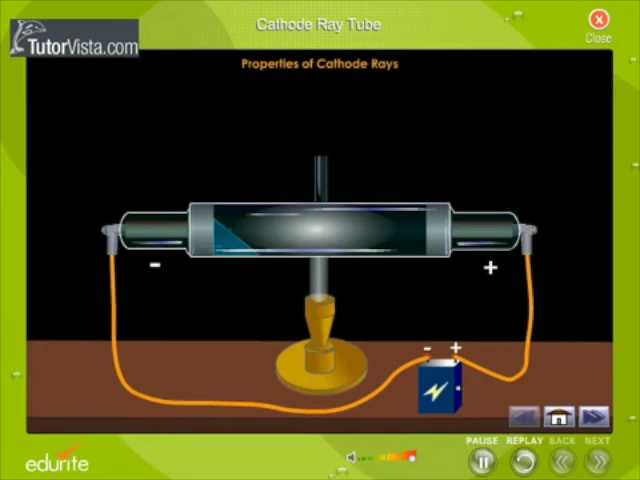 Cathode Ray Tube
Close
TutorVista.com
Properties of Cathode Rays
- +
- +
PAUSE REPLAY BACK NEXT
edurite